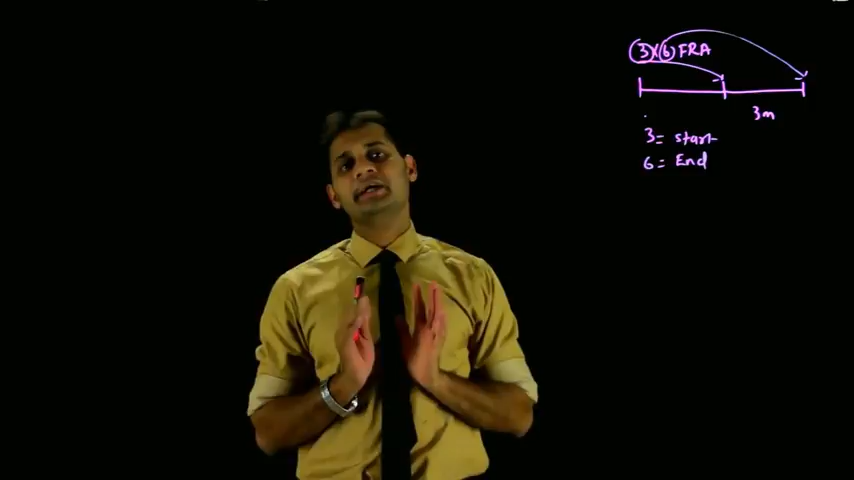 3x6 FRA
3m
3 = start
6 = End